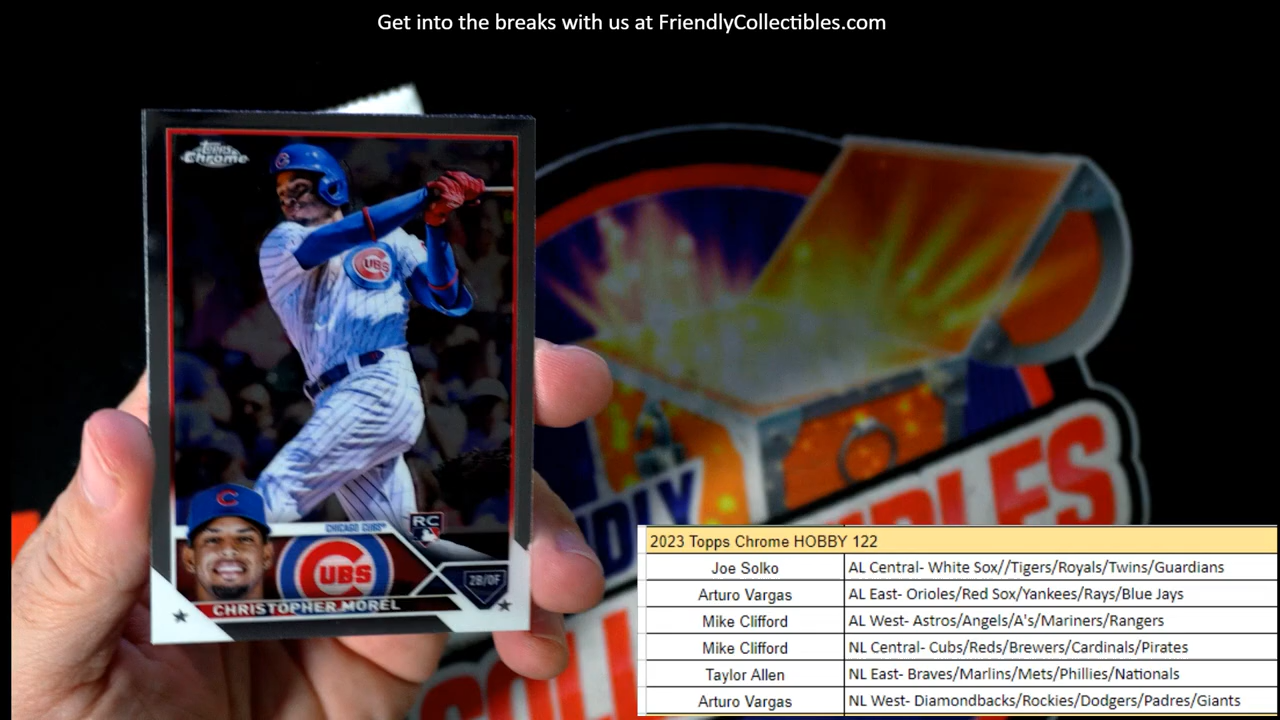 Get into the breaks with us at FriendlyCollectibles.com
Topps
Chrome
C
CUBS
C
CHICAGO CUBS
RC
CUBS
2B/OF
CHRISTOPHER MOREL
NDLY
BLES
COLL
2023 Topps Chrome HOBBY 122
Joe Solko AL Central- White Sox//Tigers/Royals/Twins/Guardians
Arturo Vargas AL East- Orioles/Red Sox/Yankees/Rays/Blue Jays
Mike Clifford AL West- Astros/Angels/A's/Mariners/Rangers
Mike Clifford NL Central- Cubs/Reds/Brewers/Cardinals/Pirates
Taylor Allen NL East- Braves/Marlins/Mets/Phillies/Nationals
Arturo Vargas NL West- Diamondbacks/Rockies/Dodgers/Padres/Giants